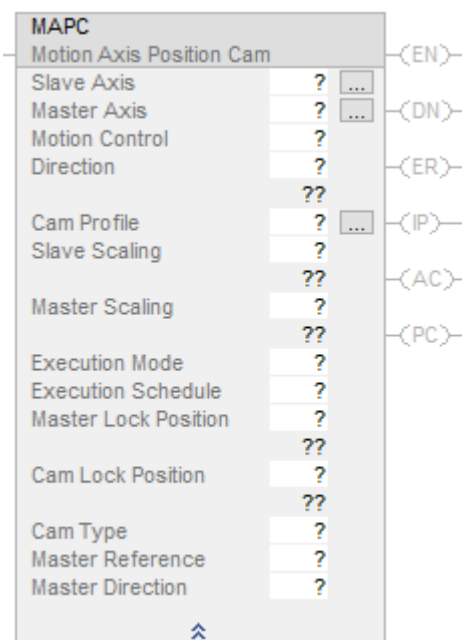 MAPC
Motion Axis Position Cam (EN)
Slave Axis ? ...
Master Axis ? ... (DN)
Motion Control ?
Direction ? (ER)
??
Cam Profile ? ... (IP)
Slave Scaling ?
?? (AC)
Master Scaling ?
?? (PC)
Execution Mode ?
Execution Schedule ?
Master Lock Position ?
??
Cam Lock Position ?
??
Cam Type ?
Master Reference ?
Master Direction ?